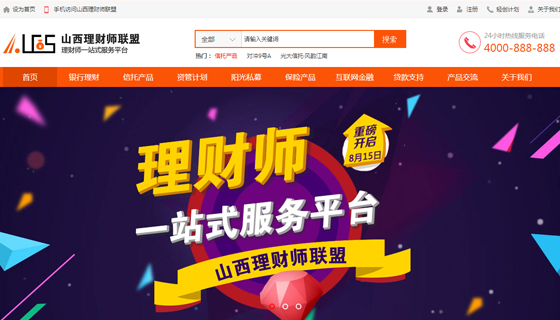 设为首页 手机访问山西理财师联盟 登录 注册 轻创计划 关于我们
山西理财师联盟
理财师一站式服务平台
全部 请输入关键词 搜索
热门： 信托产品 对冲9号A 光大信托·风韵江南
24小时热线服务电话
4000-888-888
首页 银行理财 信托产品 资管计划 阳光私募 保险产品 互联网金融 贷款支持 产品交流 关于我们
重磅
开启
8月15日
理财师
一站式服务平台
山西理财师联盟